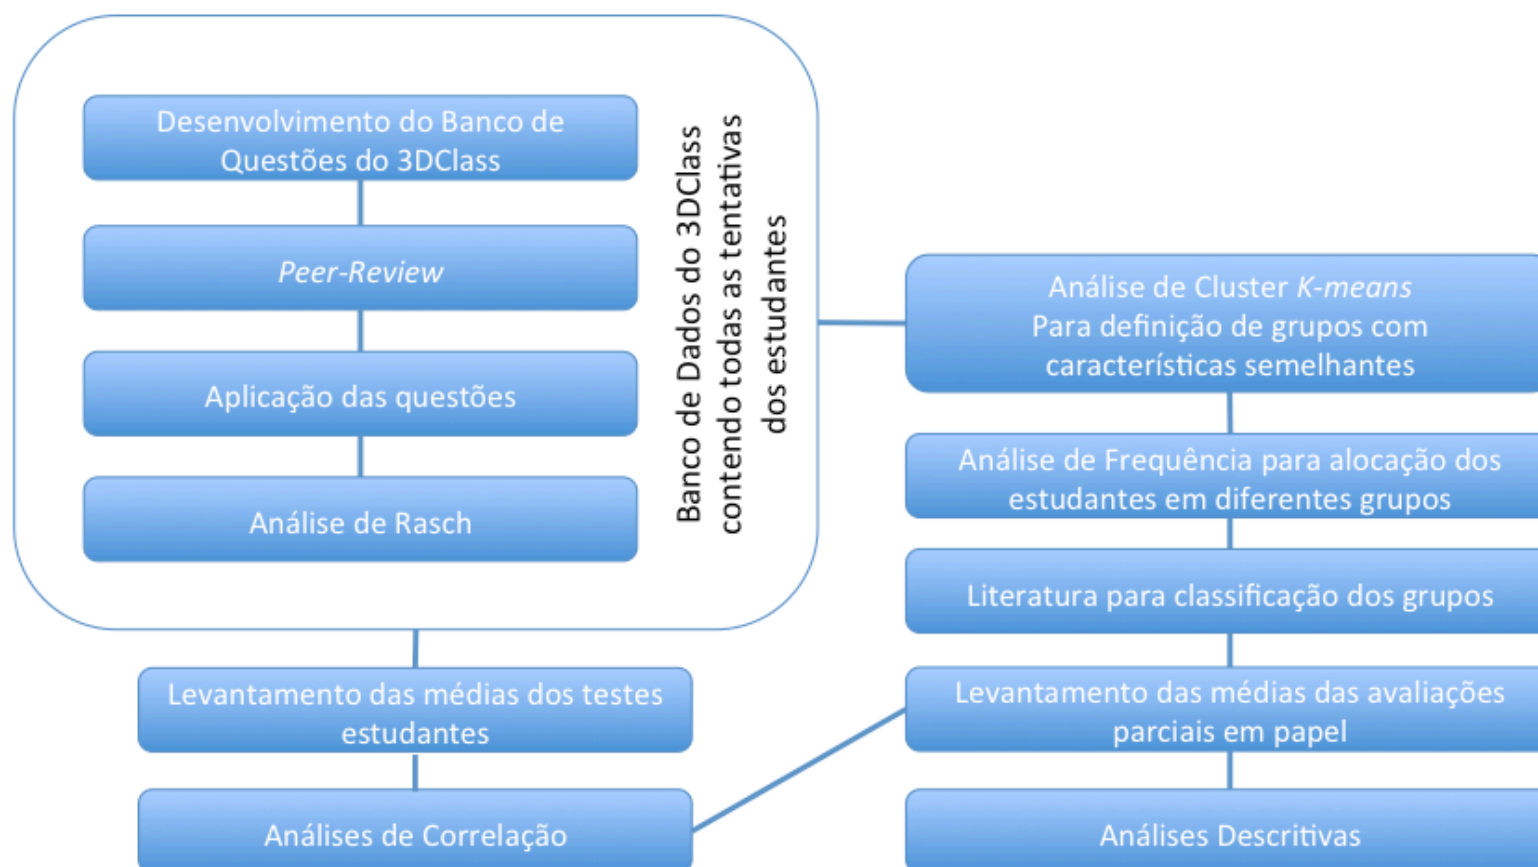 Desenvolvimento do Banco de
Questões do 3DClass
Peer-Review
Aplicação das questões
Análise de Rasch
Banco de Dados do 3DClass
contendo todas as tentativas
dos estudantes
Levantamento das médias dos testes
estudantes
Análises de Correlação
Análise de Cluster K-means
Para definição de grupos com
características semelhantes
Análise de Frequência para alocação dos
estudantes em diferentes grupos
Literatura para classificação dos grupos
Levantamento das médias das avaliações
parciais em papel
Análises Descritivas